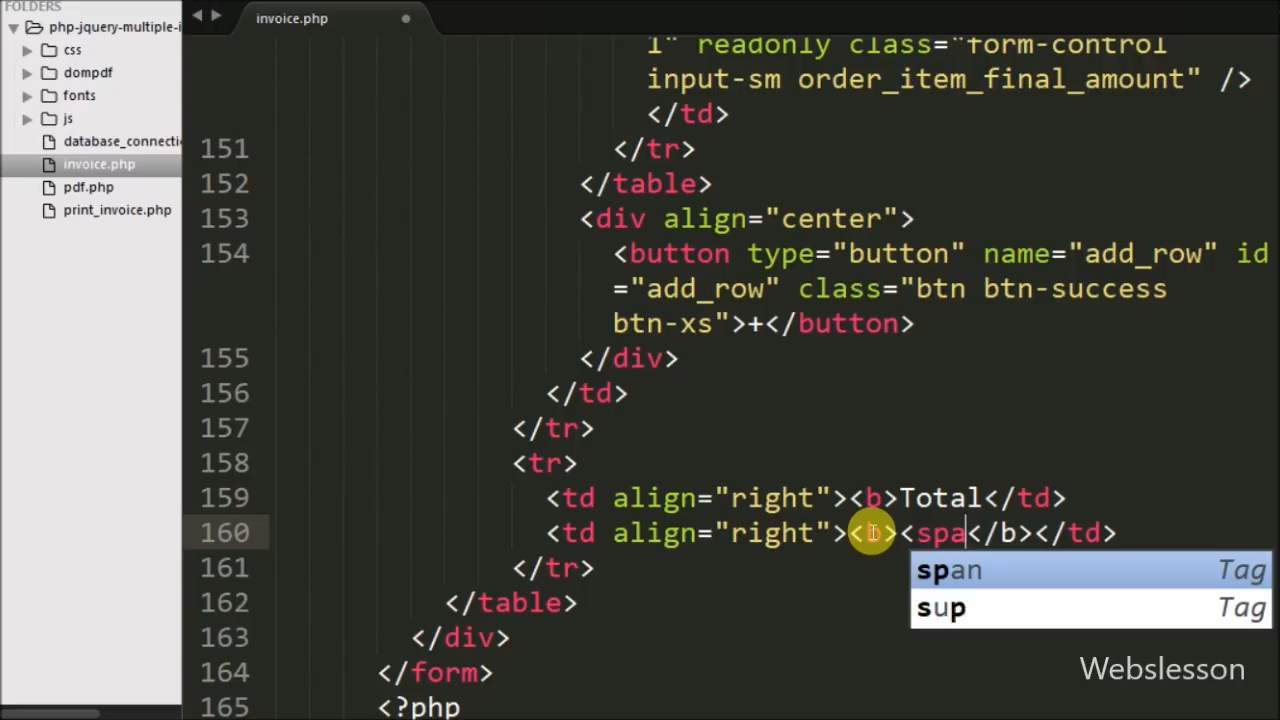 FOLDERS
php-jquery-multiple-i
css
dompdf
fonts
js
database_connecti
invoice.php
pdf.php
print_invoice.php
invoice.php
1" readonly class="form-control
input-sm order_item_final_amount" />
</td>
151 </tr>
152 </table>
153 <div align="center">
154 <button type="button" name="add_row" id
="add_row" class="btn btn-success
btn-xs">+</button>
155 </div>
156 </td>
157 </tr>
158 <tr>
159 <td align="right"><b>Total</td>
160 <td align="right"><b><spa</b></td>
span Tag
161 </tr>
sup Tag
162 </table>
163 </div>
164 </form>
165 <?php
Webslesson